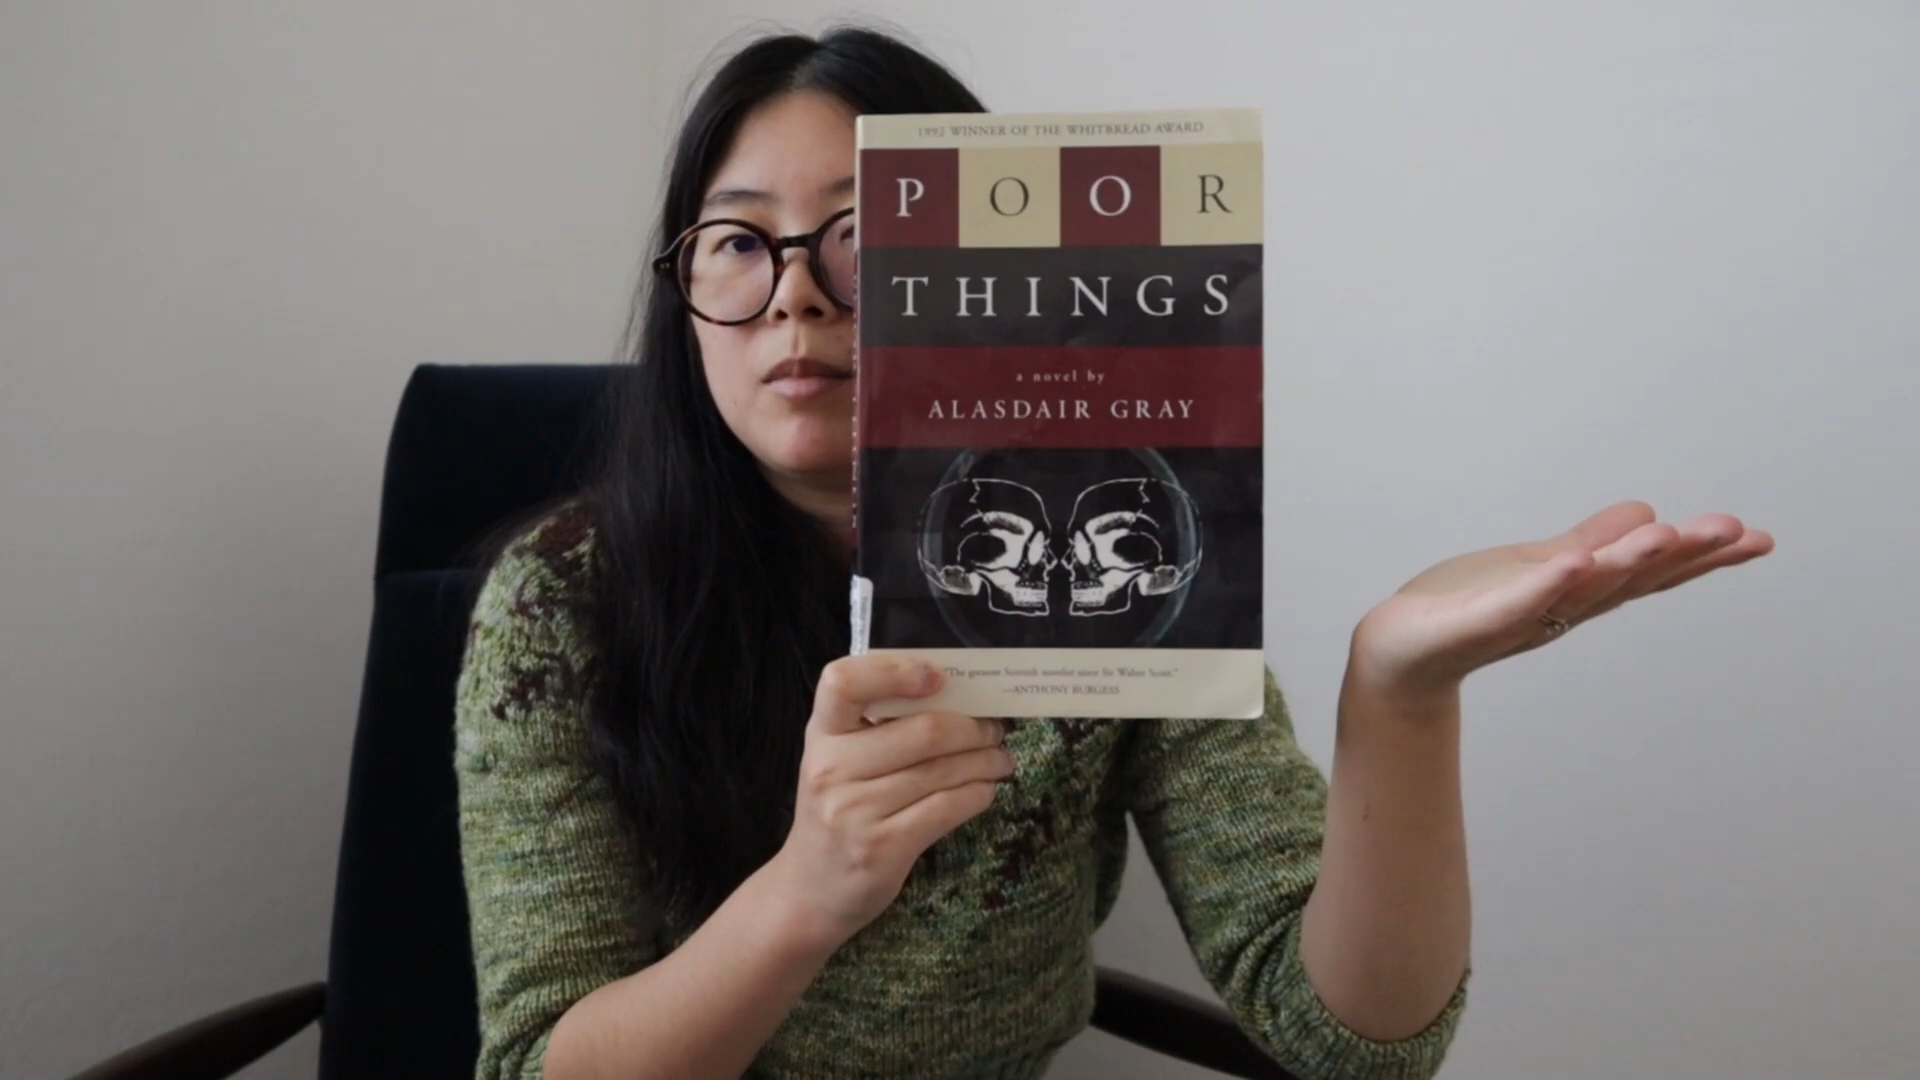 1992 WINNER OF THE WHITBREAD AWARD
POOR
THINGS
a novel by
ALASDAIR GRAY
"The greatest Scottish novelist since Sir Walter Scott."
—ANTHONY BURGESS